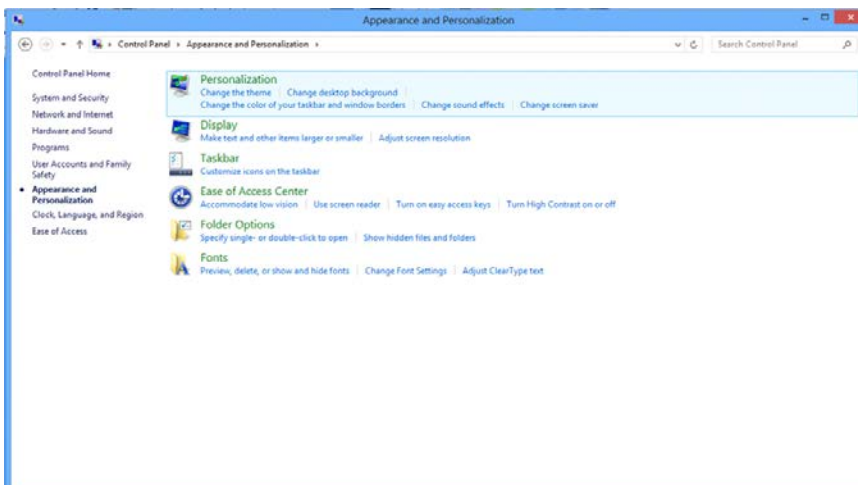 Appearance and Personalization
Control Panel Appearance and Personalization
Search Control Panel
Control Panel Home
System and Security
Network and Internet
Hardware and Sound
Programs
User Accounts and Family
Safety
Appearance and
Personalization
Clock, Language, and Region
Ease of Access
Personalization
Change the theme Change desktop background
Change the color of your taskbar and window borders Change sound effects Change screen saver
Display
Make text and other items larger or smaller Adjust screen resolution
Taskbar
Customize icons on the taskbar
Ease of Access Center
Accommodate low vision Use screen reader Turn on easy access keys Turn High Contrast on or off
Folder Options
Specify single- or double-click to open Show hidden files and folders
Fonts
Preview, delete, or show and hide fonts Change Font Settings Adjust ClearType text